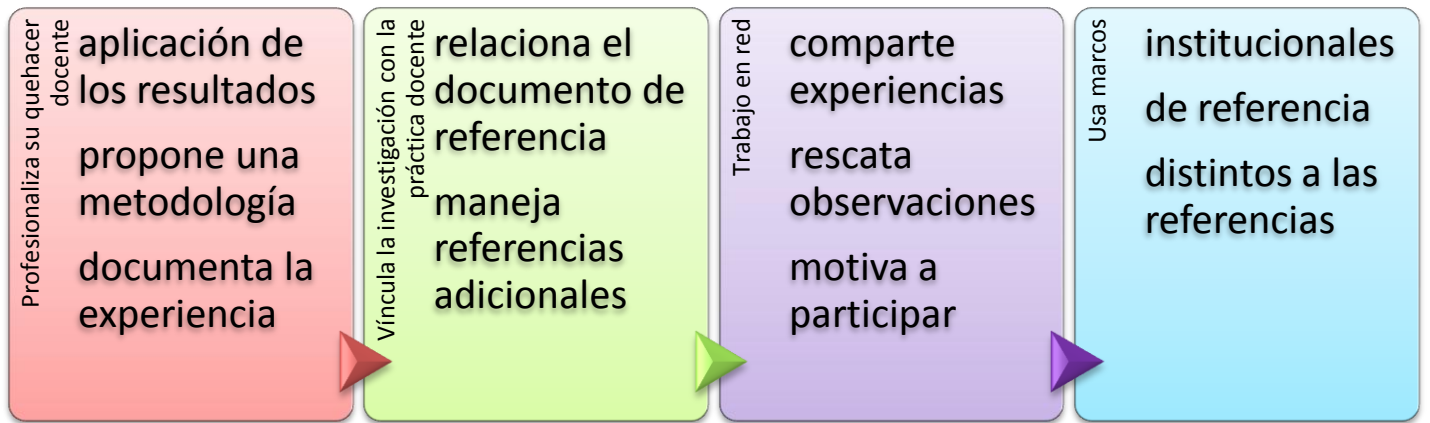 Profesionaliza su quehacer
docente
aplicación de
los resultados
propone una
metodología
documenta la
experiencia
Víncula la investigación con la
práctica docente
relaciona el
documento de
referencia
maneja
referencias
adicionales
Trabajo en red
comparte
experiencias
rescata
observaciones
motiva a
participar
Usa marcos
institucionales
de referencia
distintos a las
referencias